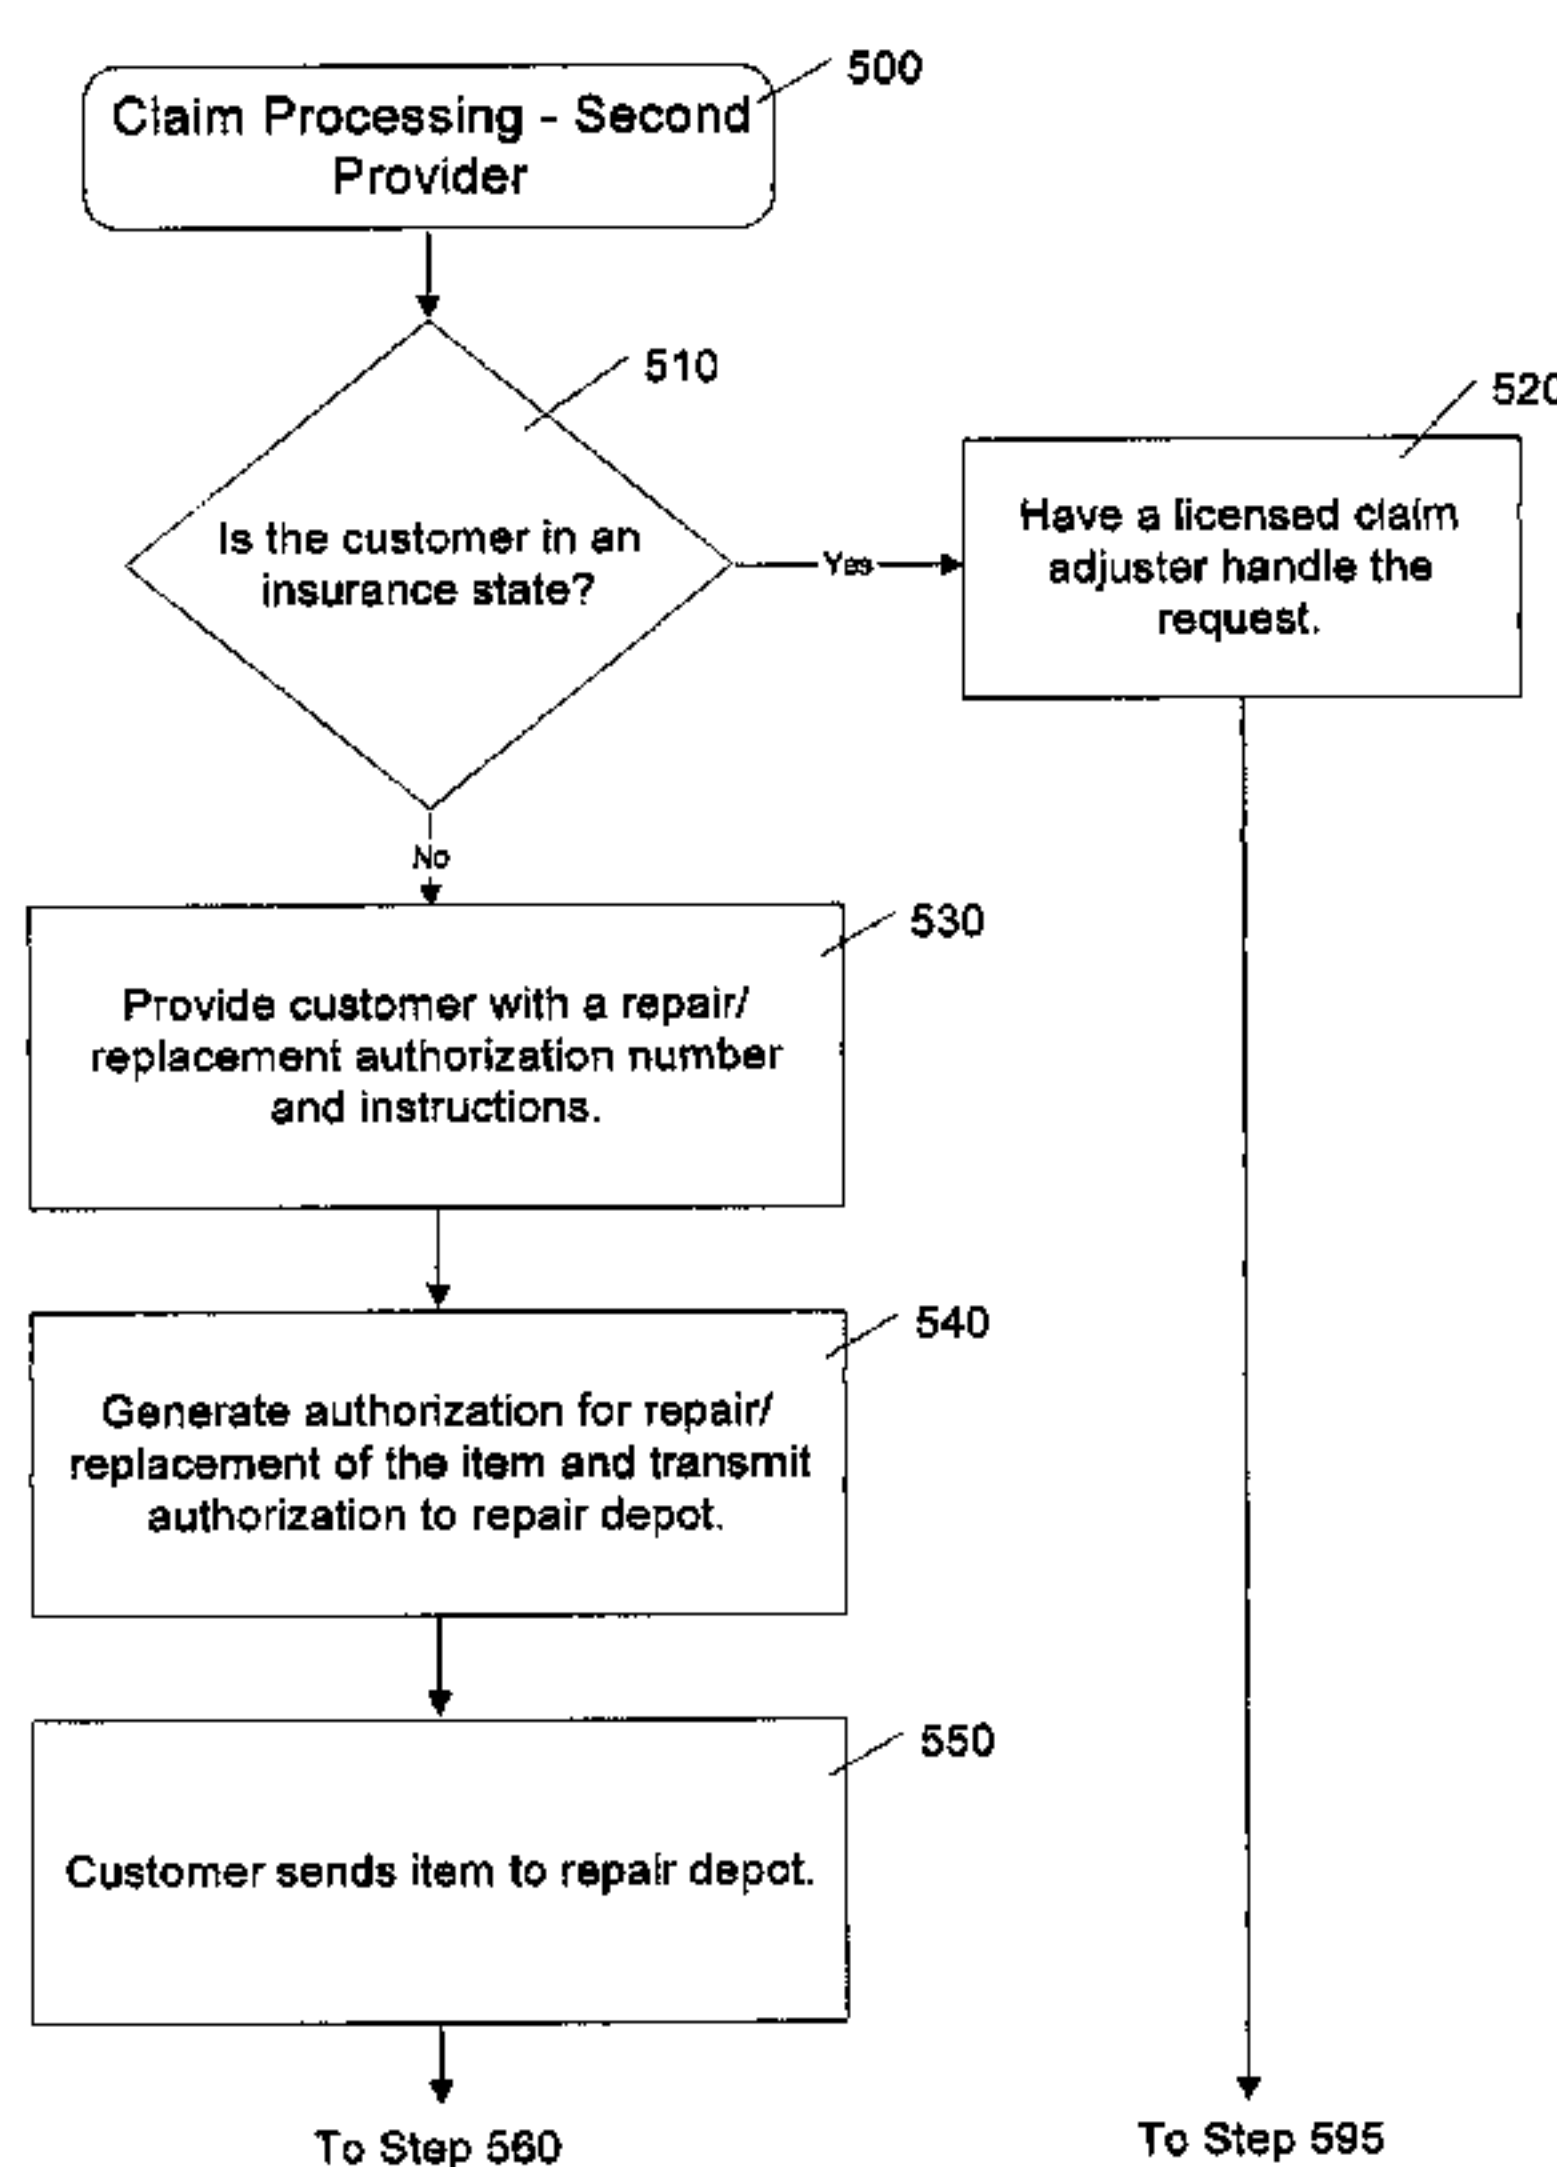 500
Claim Processing - Second
Provider
510
Is the customer in an
insurance state?
Yes
520
Have a licensed claim
adjuster handle the
request.
No
530
Provide customer with a repair/
replacement authorization number
and instructions.
540
Generate authorization for repair/
replacement of the item and transmit
authorization to repair depot.
550
Customer sends item to repair depot.
To Step 560
To Step 595